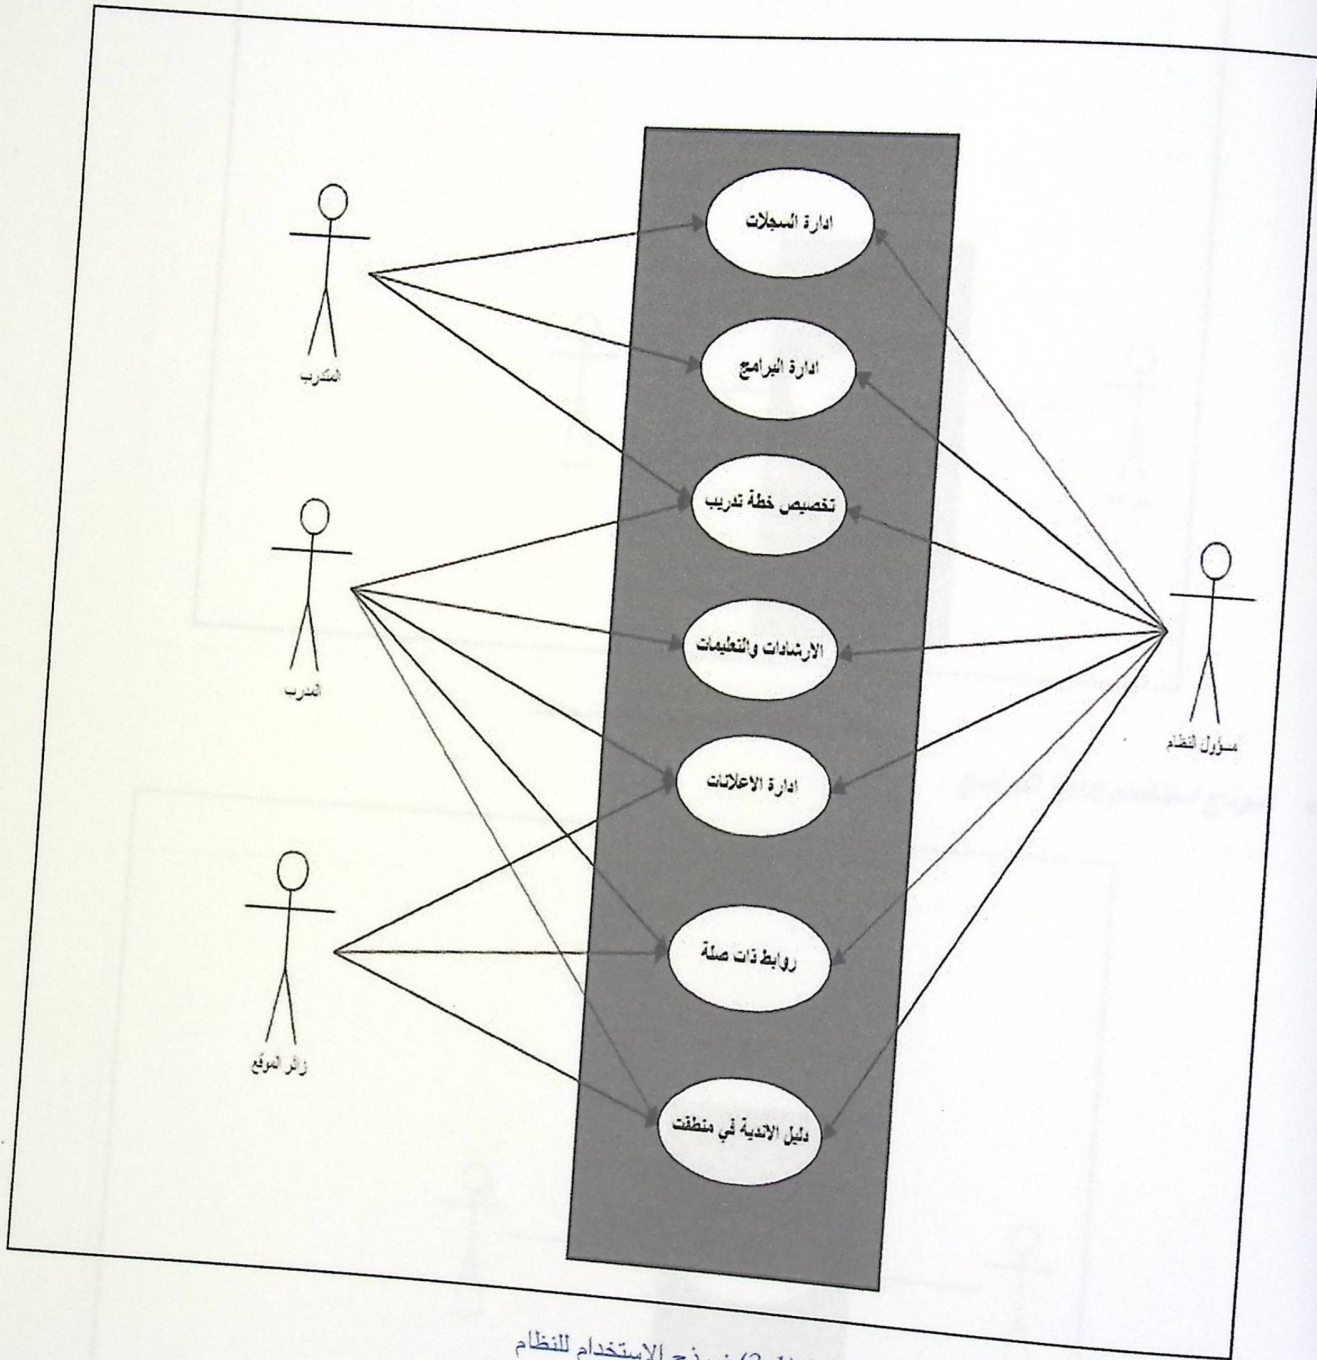 ادارة السجلات
ادارة البرامج
تخصيص خطة تدريب
الارشادات والتعليمات
ادارة الاعلانات
روابط ذات صلة
دليل الاندية في منطقت
المتدرب
المدرب
زائر الموقع
مسؤول النظام
نموذج الاستخدام للنظام